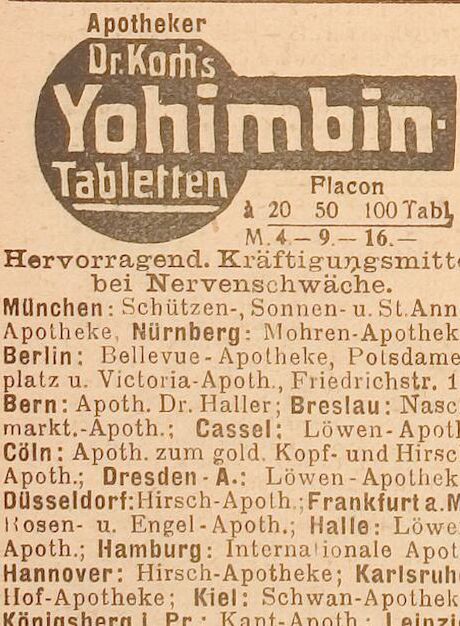 Apotheker
Dr. Koch's
Yohimbin-
Tabletten
Flacon
à 20 50 100 Tabl.
M. 4.— 9.— 16.—
Hervorragend. Kräftigungsmitte
bei Nervenschwäche.
München: Schützen-, Sonnen- u. St. Ann
Apotheke, Nürnberg: Mohren-Apothek
Berlin: Bellevue-Apotheke, Potsdame
platz u. Victoria-Apoth., Friedrichstr. 1
Bern: Apoth. Dr. Haller; Breslau: Nasc
markt.-Apoth.; Cassel: Löwen-Apoth
Cöln: Apoth. zum gold. Kopf- und Hirsc
Apoth.; Dresden-A.: Löwen-Apothek
Düsseldorf: Hirsch-Apoth.; Frankfurt a. M
Rosen- u. Engel-Apoth.; Halle: Löwe
Apoth.; Hamburg: Internationale Apot
Hannover: Hirsch-Apotheke; Karlsruh
Hof-Apotheke; Kiel: Schwan-Apothek
Königsberg i. Pr.: Kant-Apoth.; Leipzi